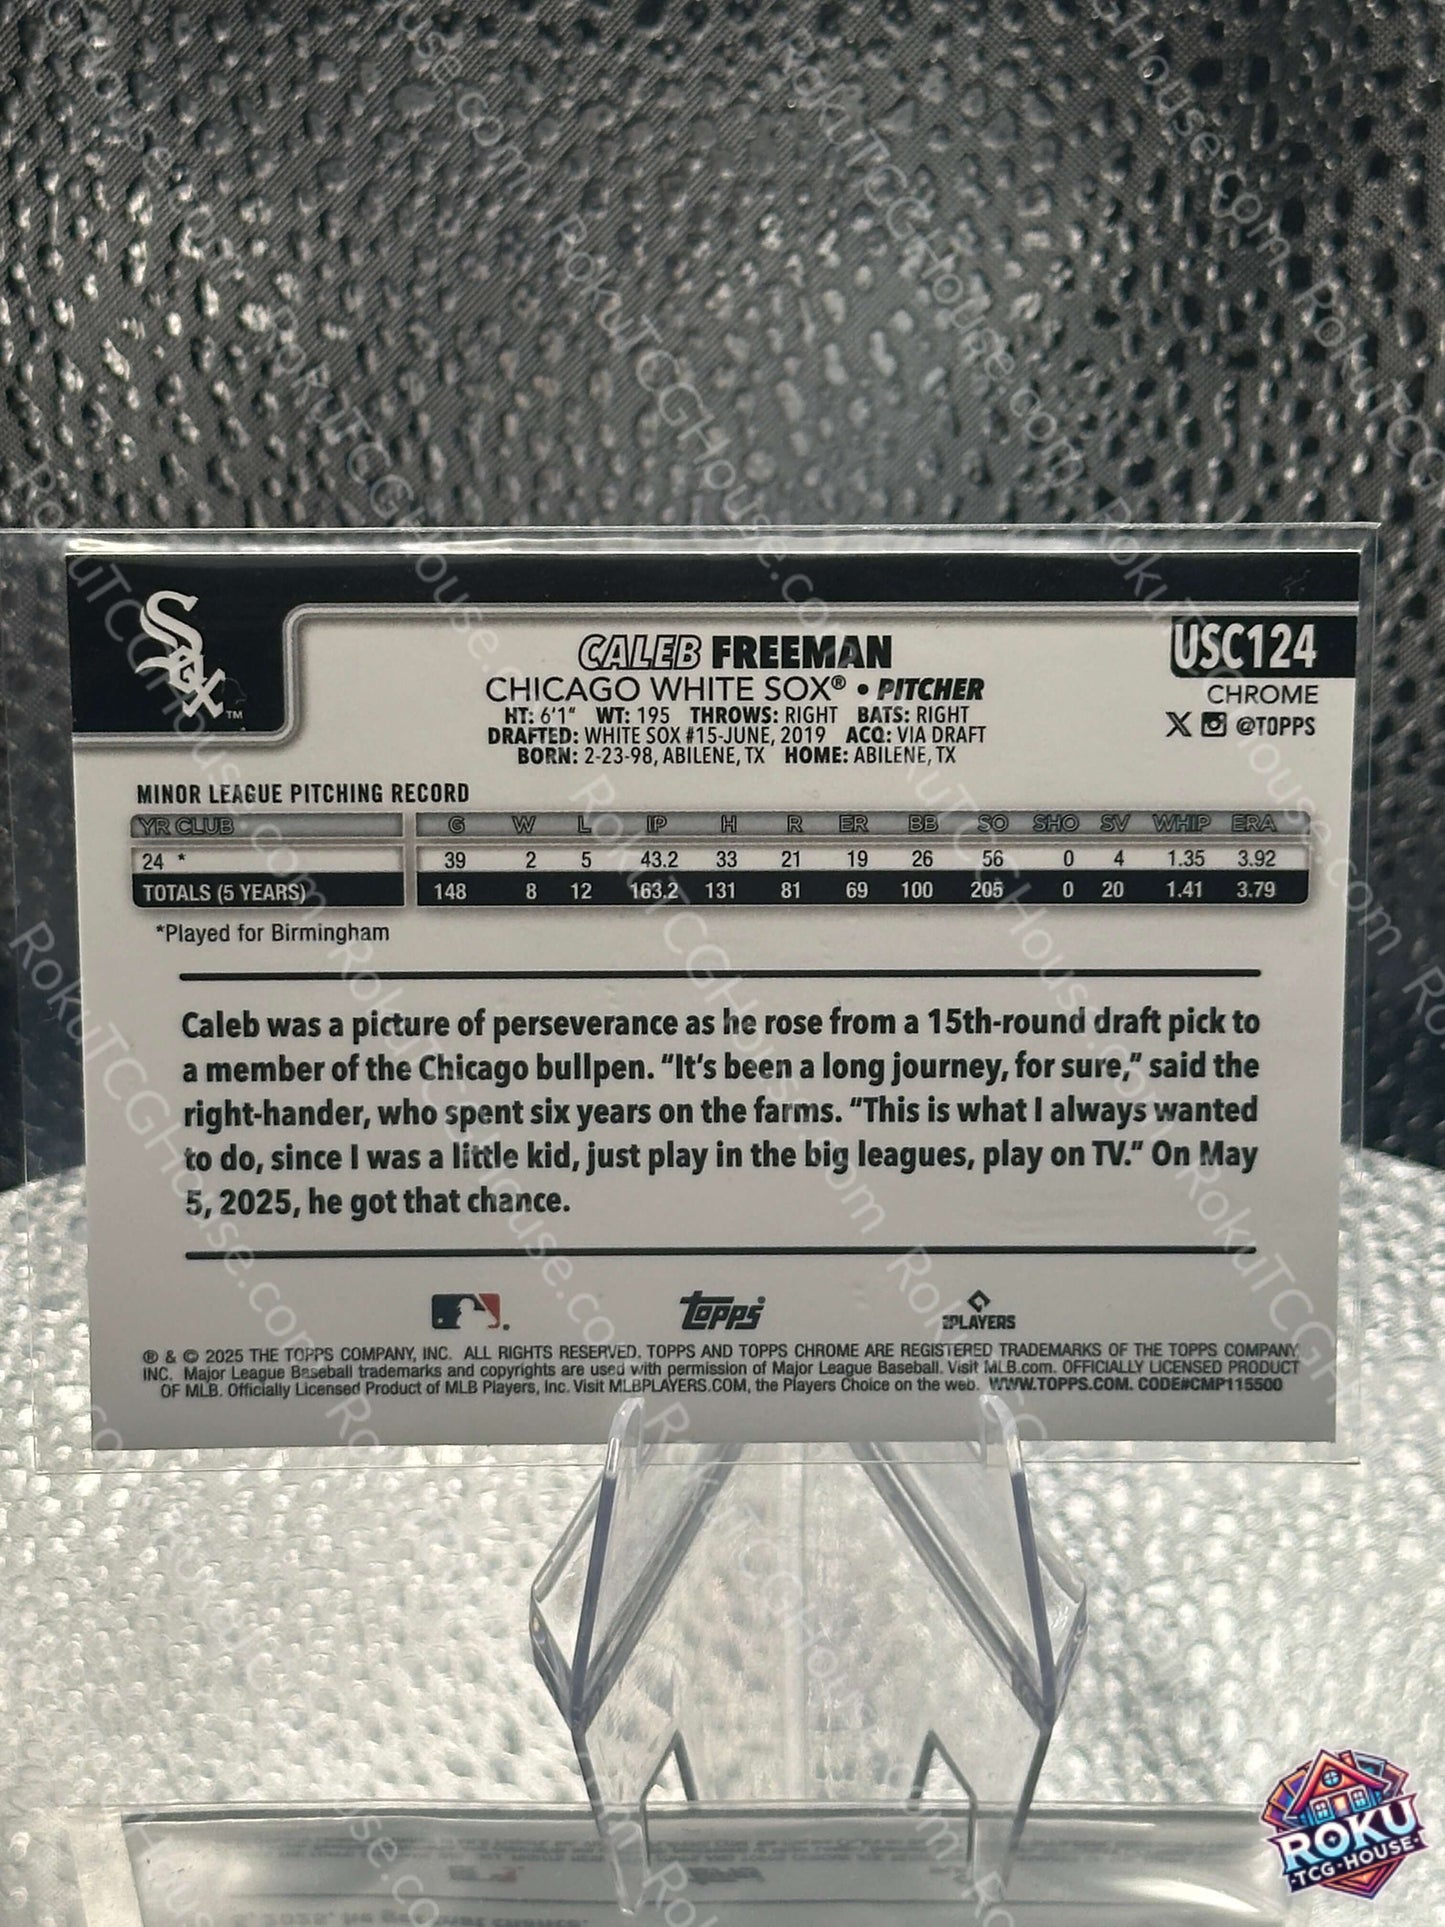 Sox
™
CALEB FREEMAN
CHICAGO WHITE SOX® • PITCHER
HT: 6'1" WT: 195 THROWS: RIGHT BATS: RIGHT
DRAFTED: WHITE SOX #15-JUNE, 2019 ACQ: VIA DRAFT
BORN: 2-23-98, ABILENE, TX HOME: ABILENE, TX
USC124
CHROME
@TOPPS
MINOR LEAGUE PITCHING RECORD
YR CLUB G W L IP H R ER BB SO SHO SV WHIP ERA
24 * 39 2 5 43.2 33 21 19 26 56 0 4 1.35 3.92
TOTALS (5 YEARS) 148 8 12 163.2 131 81 69 100 205 0 20 1.41 3.79
*Played for Birmingham
Caleb was a picture of perseverance as he rose from a 15th-round draft pick to
a member of the Chicago bullpen. “It’s been a long journey, for sure,” said the
right-hander, who spent six years on the farms. “This is what I always wanted
to do, since I was a little kid, just play in the big leagues, play on TV.” On May
5, 2025, he got that chance.
topps
PLAYERS
® & © 2025 THE TOPPS COMPANY, INC. ALL RIGHTS RESERVED. TOPPS AND TOPPS CHROME ARE REGISTERED TRADEMARKS OF THE TOPPS COMPANY,
INC. Major League Baseball trademarks and copyrights are used with permission of Major League Baseball. Visit MLB.com. OFFICIALLY LICENSED PRODUCT
OF MLB. Officially Licensed Product of MLB Players, Inc. Visit MLBPLAYERS.COM, the Players Choice on the web. WWW.TOPPS.COM. CODE#CMP115500
ROKU
TCG-HOUSE
RokuTCGHouse.com